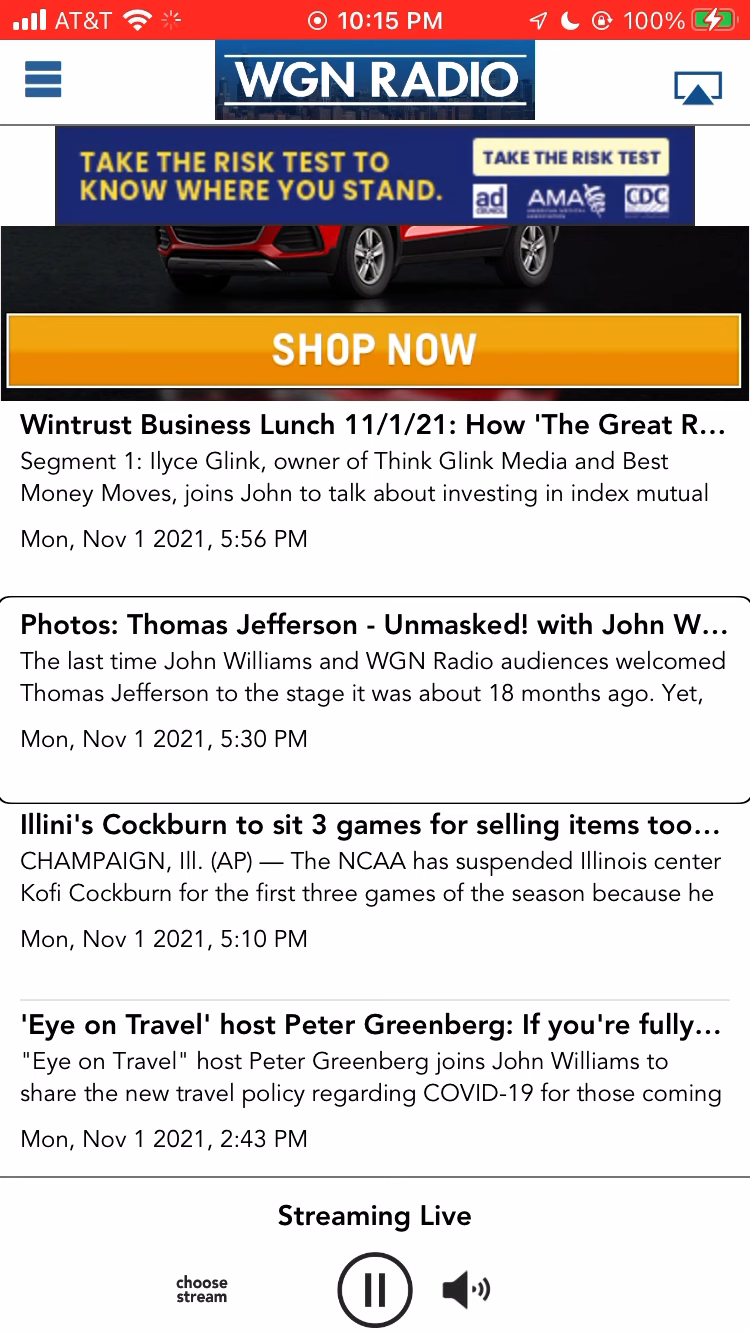 AT&T 10:15 PM 100%
WGN RADIO
TAKE THE RISK TEST TO
KNOW WHERE YOU STAND.
TAKE THE RISK TEST
ad
COUNCIL
AMA
AMERICAN MEDICAL
ASSOCIATION
CDC
SHOP NOW
Wintrust Business Lunch 11/1/21: How 'The Great R...
Segment 1: Ilyce Glink, owner of Think Glink Media and Best
Money Moves, joins John to talk about investing in index mutual
Mon, Nov 1 2021, 5:56 PM
Photos: Thomas Jefferson - Unmasked! with John W...
The last time John Williams and WGN Radio audiences welcomed
Thomas Jefferson to the stage it was about 18 months ago. Yet,
Mon, Nov 1 2021, 5:30 PM
Illini's Cockburn to sit 3 games for selling items too...
CHAMPAIGN, Ill. (AP) — The NCAA has suspended Illinois center
Kofi Cockburn for the first three games of the season because he
Mon, Nov 1 2021, 5:10 PM
'Eye on Travel' host Peter Greenberg: If you're fully...
"Eye on Travel" host Peter Greenberg joins John Williams to
share the new travel policy regarding COVID-19 for those coming
Mon, Nov 1 2021, 2:43 PM
Streaming Live
choose
stream